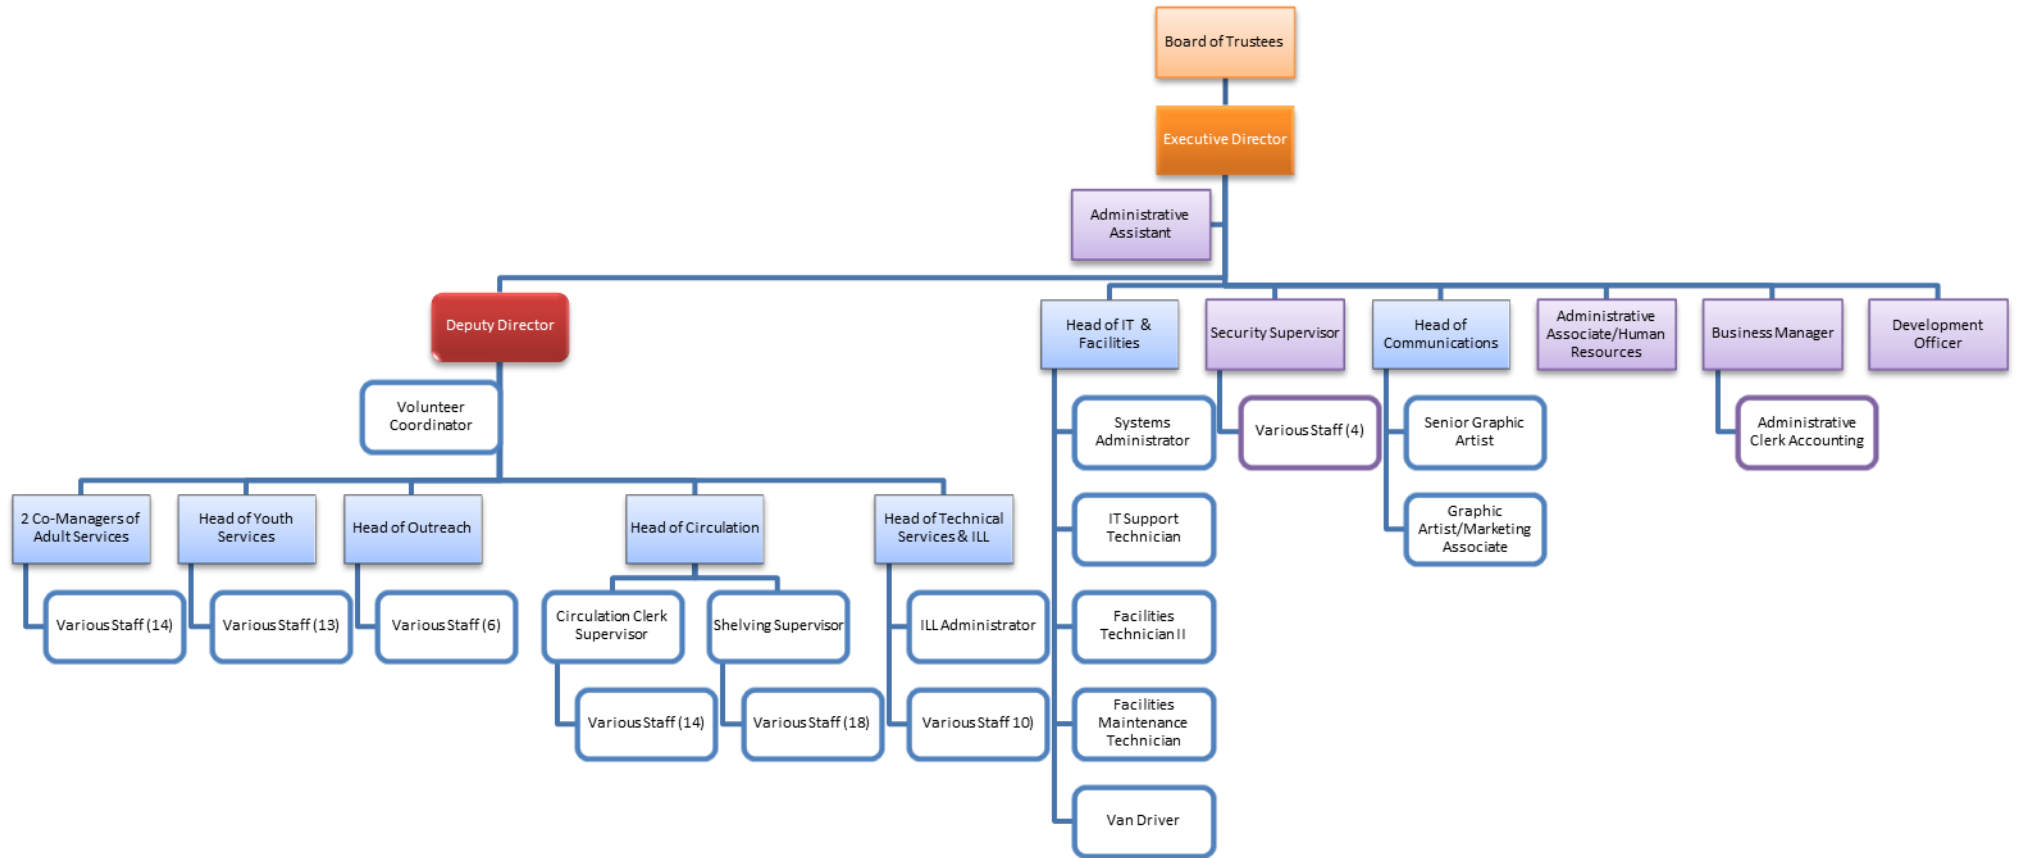 Board of Trustees
Executive Director
Administrative
Assistant
Deputy Director
Volunteer
Coordinator
2 Co-Managers of
Adult Services
Various Staff (14)
Head of Youth
Services
Various Staff (13)
Head of Outreach
Various Staff (6)
Head of Circulation
Circulation Clerk
Supervisor
Various Staff (14)
Shelving Supervisor
Various Staff (18)
Head of Technical
Services & ILL
ILL Administrator
Various Staff 10)
Head of IT &
Facilities
Systems
Administrator
IT Support
Technician
Facilities
Technician II
Facilities
Maintenance
Technician
Van Driver
Security Supervisor
Various Staff (4)
Head of
Communications
Senior Graphic
Artist
Graphic
Artist/Marketing
Associate
Administrative
Associate/Human
Resources
Business Manager
Administrative
Clerk Accounting
Development
Officer